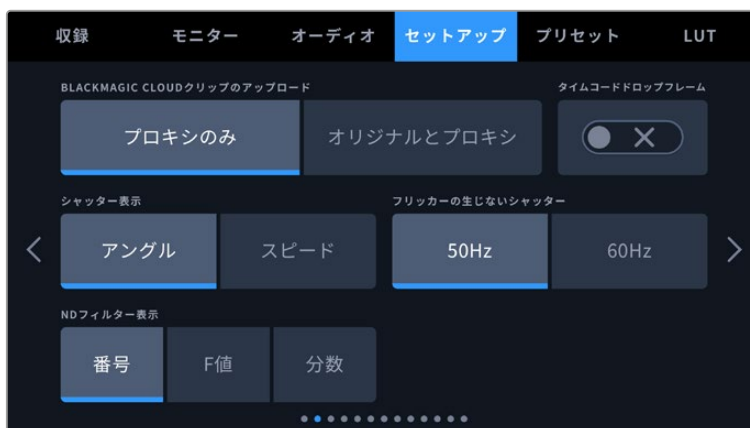 収録 モニター オーディオ セットアップ プリセット LUT
BLACKMAGIC CLOUDクリップのアップロード タイムコードドロップフレーム
プロキシのみ オリジナルとプロキシ
シャッター表示 フリッカーの生じないシャッター
アングル スピード 50Hz 60Hz
NDフィルター表示
番号 F値 分数